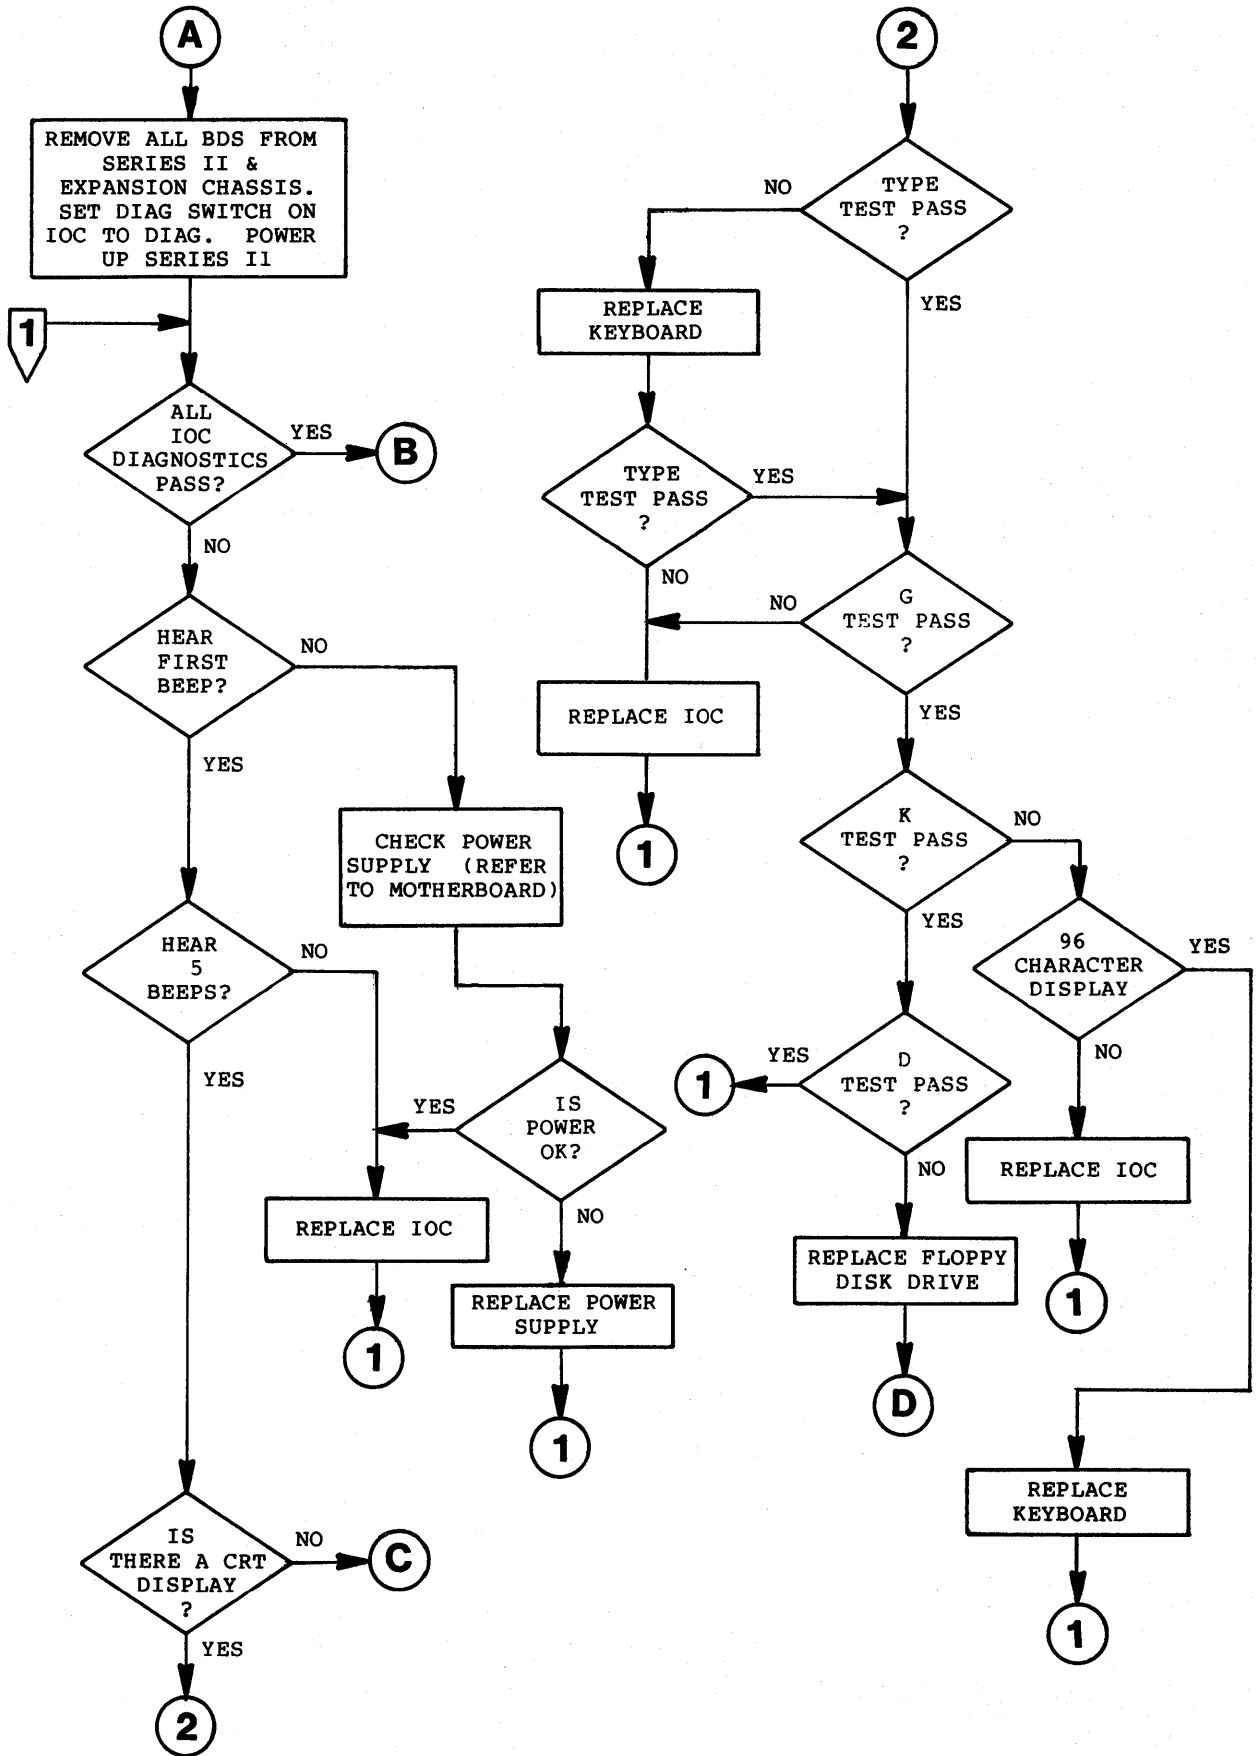 A
REMOVE ALL BDS FROM
SERIES II &
EXPANSION CHASSIS.
SET DIAG SWITCH ON
IOC TO DIAG. POWER
UP SERIES I1
1
ALL
IOC
DIAGNOSTICS
PASS?
YES
B
NO
HEAR
FIRST
BEEP?
NO
YES
CHECK POWER
SUPPLY (REFER
TO MOTHERBOARD)
HEAR
5
BEEPS?
NO
YES
IS
POWER
OK?
YES
NO
REPLACE IOC
1
REPLACE POWER
SUPPLY
1
IS
THERE A CRT
DISPLAY
?
NO
C
YES
2
2
TYPE
TEST PASS
?
NO
YES
REPLACE
KEYBOARD
TYPE
TEST PASS
?
YES
NO
G
TEST PASS
?
NO
YES
REPLACE IOC
1
K
TEST PASS
?
NO
YES
96
CHARACTER
DISPLAY
YES
NO
D
TEST PASS
?
YES
1
NO
REPLACE IOC
1
REPLACE FLOPPY
DISK DRIVE
D
REPLACE
KEYBOARD
1